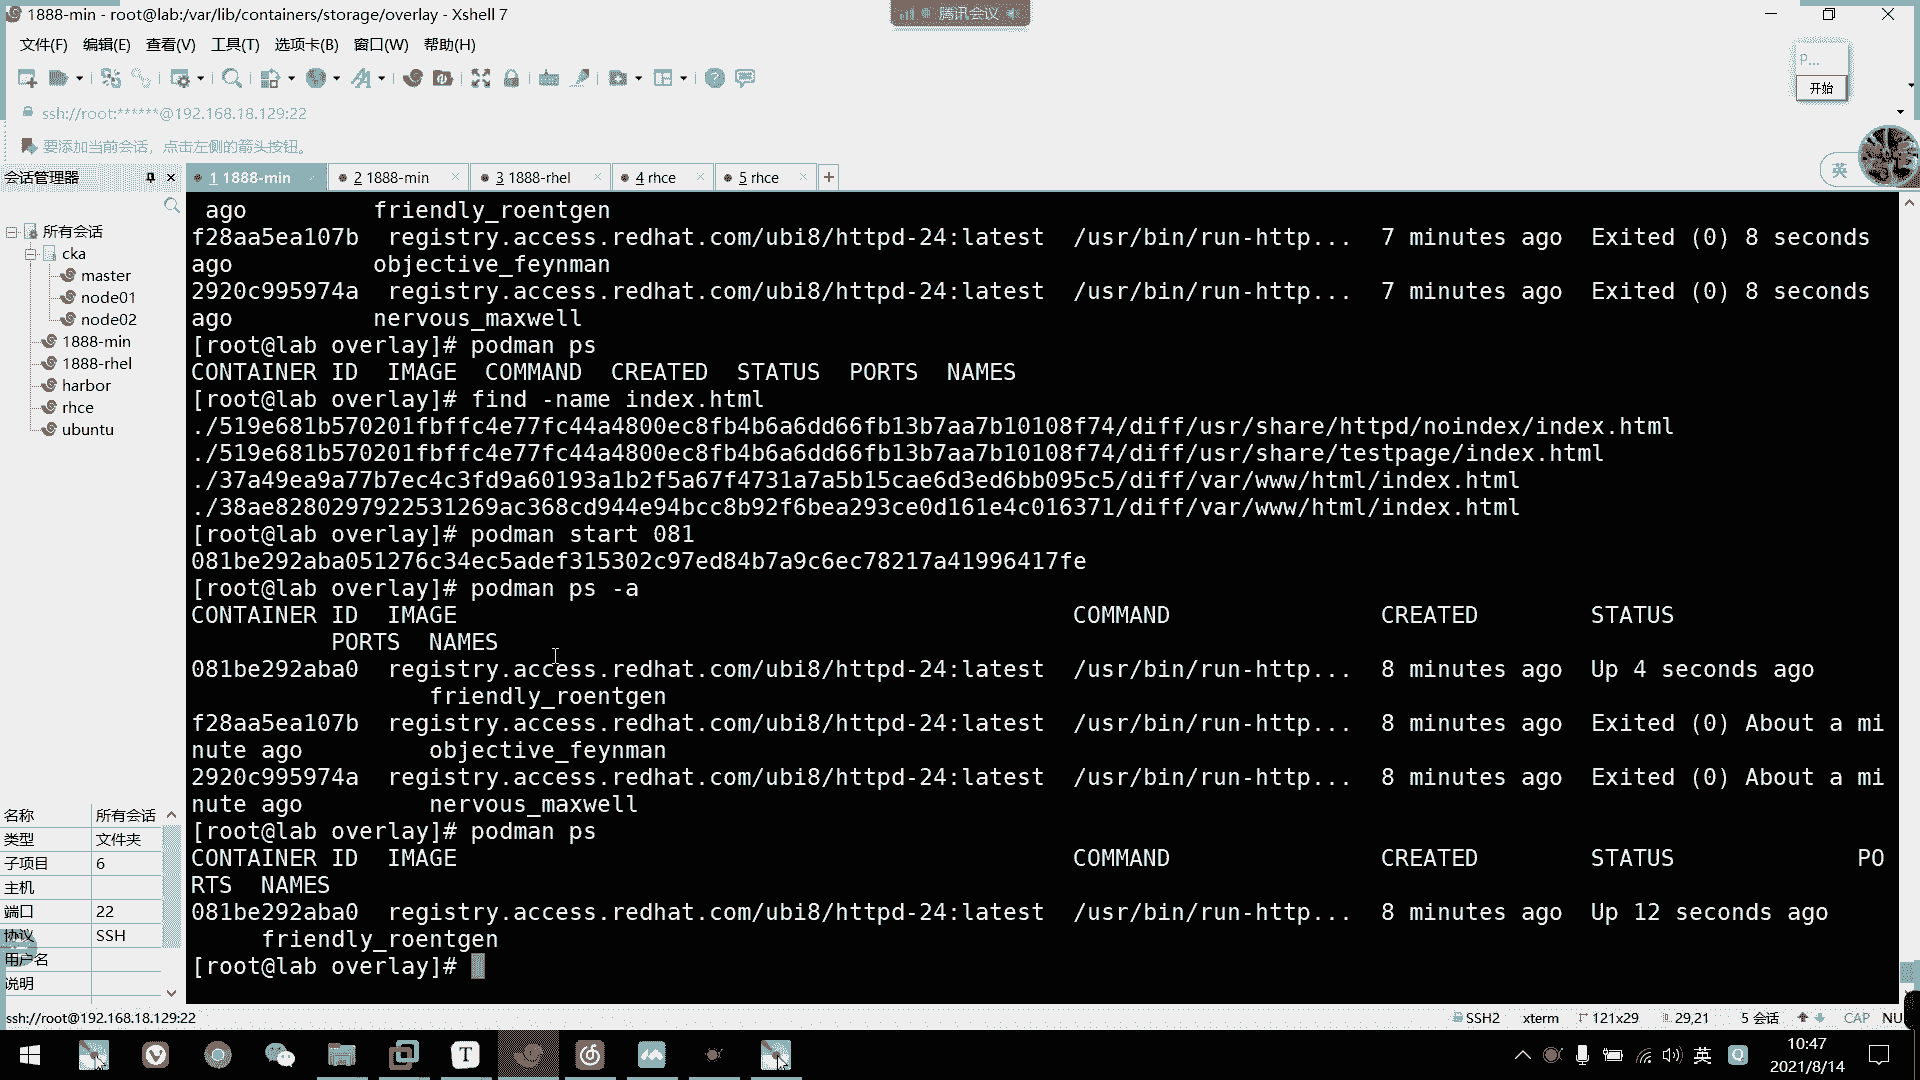 1888-min - root@lab:/var/lib/containers/storage/overlay - Xshell 7
腾讯会议
文件(F) 编辑(E) 查看(V) 工具(T) 选项卡(B) 窗口(W) 帮助(H)
P...
开始
ssh://root:******@192.168.18.129:22
要添加当前会话，点击左侧的箭头按钮。
英
会话管理器
1 1888-min 2 1888-min 3 1888-rhel 4 rhce 5 rhce +
所有会话
cka
master
node01
node02
1888-min
1888-rhel
harbor
rhce
ubuntu
名称 所有会话
类型 文件夹
子项目 6
主机
端口 22
协议 SSH
用户名
说明
ago friendly_roentgen
f28aa5ea107b registry.access.redhat.com/ubi8/httpd-24:latest /usr/bin/run-http... 7 minutes ago Exited (0) 8 seconds
ago objective_feynman
2920c995974a registry.access.redhat.com/ubi8/httpd-24:latest /usr/bin/run-http... 7 minutes ago Exited (0) 8 seconds
ago nervous_maxwell
[root@lab overlay]# podman ps
CONTAINER ID IMAGE COMMAND CREATED STATUS PORTS NAMES
[root@lab overlay]# find -name index.html
./519e681b570201fbffc4e77fc44a4800ec8fb4b6a6dd66fb13b7aa7b10108f74/diff/usr/share/httpd/noindex/index.html
./519e681b570201fbffc4e77fc44a4800ec8fb4b6a6dd66fb13b7aa7b10108f74/diff/usr/share/testpage/index.html
./37a49ea9a77b7ec4c3fd9a60193a1b2f5a67f4731a7a5b15cae6d3ed6bb095c5/diff/var/www/html/index.html
./38ae8280297922531269ac368cd944e94bcc8b92f6bea293ce0d161e4c016371/diff/var/www/html/index.html
[root@lab overlay]# podman start 081
081be292aba051276c34ec5adef315302c97ed84b7a9c6ec78217a41996417fe
[root@lab overlay]# podman ps -a
CONTAINER ID IMAGE COMMAND CREATED STATUS
PORTS NAMES
081be292aba0 registry.access.redhat.com/ubi8/httpd-24:latest /usr/bin/run-http... 8 minutes ago Up 4 seconds ago
friendly_roentgen
f28aa5ea107b registry.access.redhat.com/ubi8/httpd-24:latest /usr/bin/run-http... 8 minutes ago Exited (0) About a mi
nute ago objective_feynman
2920c995974a registry.access.redhat.com/ubi8/httpd-24:latest /usr/bin/run-http... 8 minutes ago Exited (0) About a mi
nute ago nervous_maxwell
[root@lab overlay]# podman ps
CONTAINER ID IMAGE COMMAND CREATED STATUS PO
RTS NAMES
081be292aba0 registry.access.redhat.com/ubi8/httpd-24:latest /usr/bin/run-http... 8 minutes ago Up 12 seconds ago
friendly_roentgen
[root@lab overlay]#
ssh://root@192.168.18.129:22 SSH2 xterm 121x29 29,21 5 会话 CAP NU
英
10:47
2021/8/14